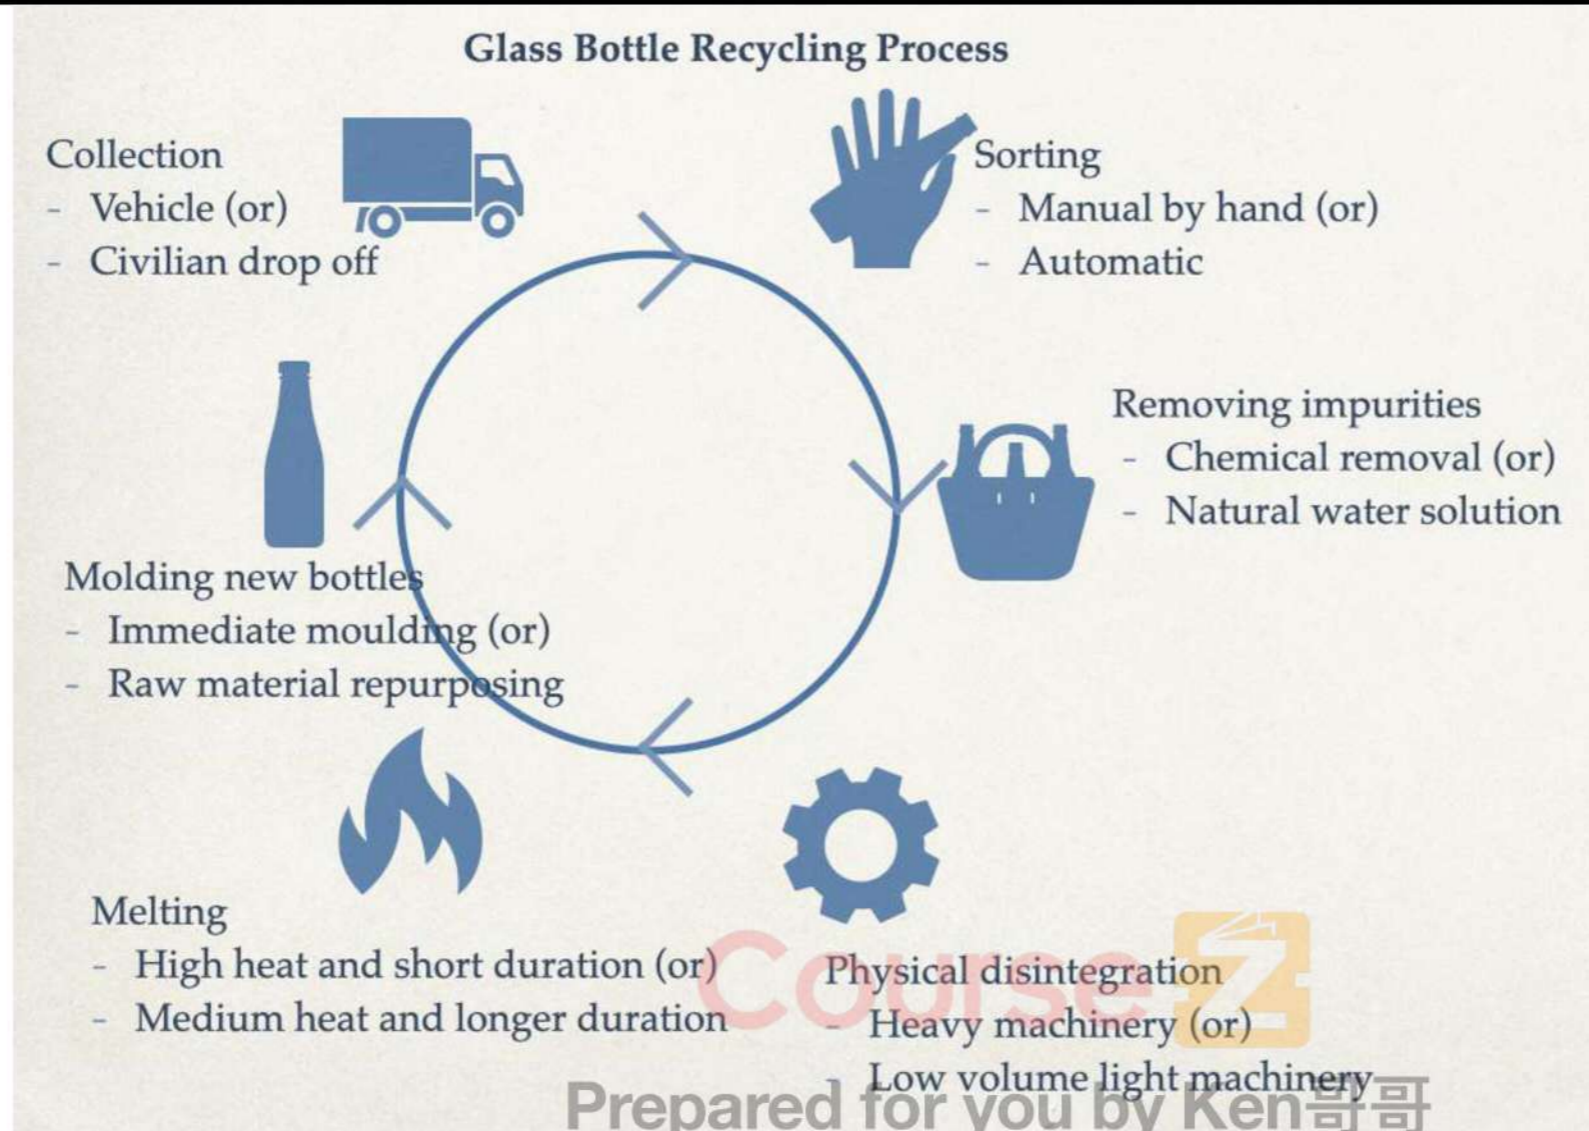 Glass Bottle Recycling Process
Collection
- Vehicle (or)
- Civilian drop off
Sorting
- Manual by hand (or)
- Automatic
Removing impurities
- Chemical removal (or)
- Natural water solution
Physical disintegration
- Heavy machinery (or)
- Low volume light machinery
Melting
- High heat and short duration (or)
- Medium heat and longer duration
Molding new bottles
- Immediate moulding (or)
- Raw material repurposing
Course Z
Prepared for you by Ken哥哥